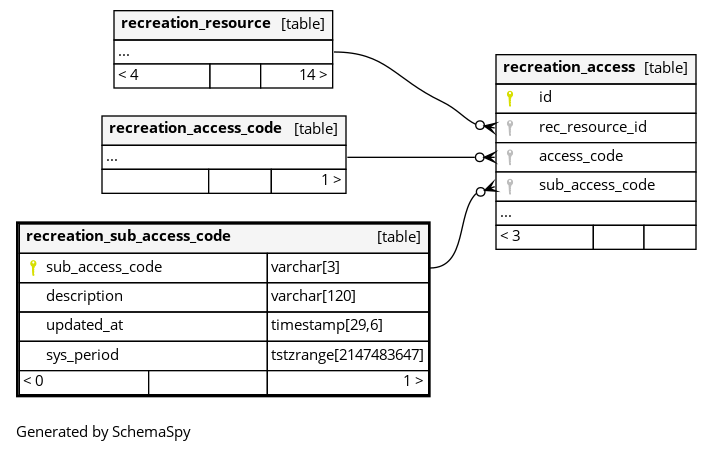 recreation_resource [table]
...
< 4 14 >
recreation_access_code [table]
...
1 >
recreation_sub_access_code [table]
sub_access_code varchar[3]
description varchar[120]
updated_at timestamp[29,6]
sys_period tstzrange[2147483647]
< 0 1 >
recreation_access [table]
id
rec_resource_id
access_code
sub_access_code
...
< 3
Generated by SchemaSpy